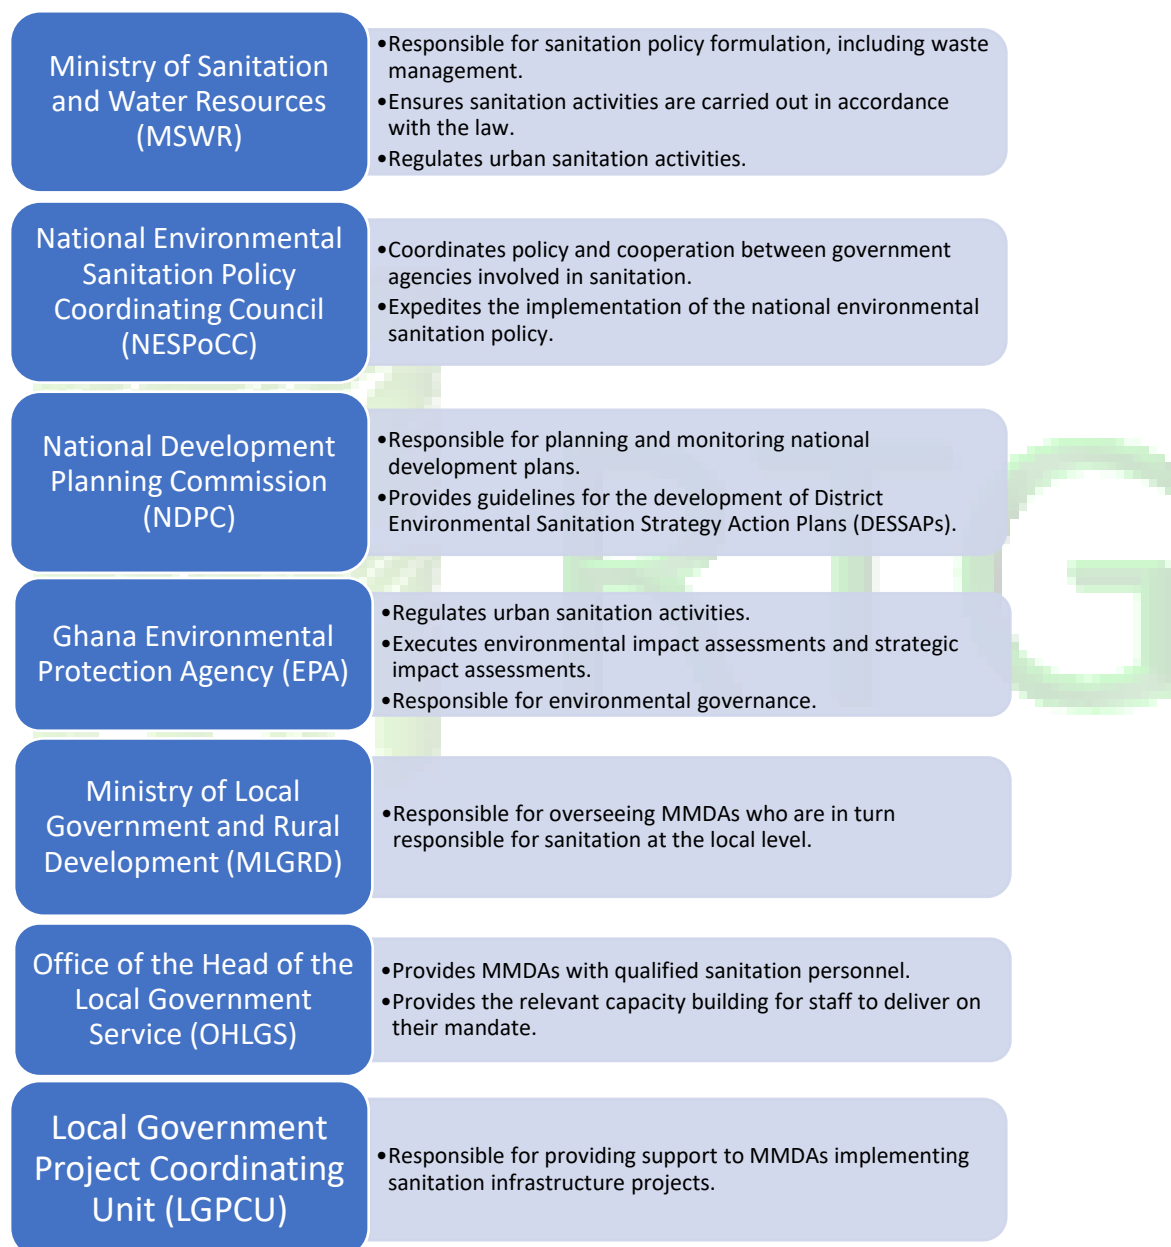 Ministry of Sanitation
and Water Resources
(MSWR)
•Responsible for sanitation policy formulation, including waste
management.
•Ensures sanitation activities are carried out in accordance
with the law.
•Regulates urban sanitation activities.
National Environmental
Sanitation Policy
Coordinating Council
(NESPoCC)
•Coordinates policy and cooperation between government
agencies involved in sanitation.
•Expedites the implementation of the national environmental
sanitation policy.
National Development
Planning Commission
(NDPC)
•Responsible for planning and monitoring national
development plans.
•Provides guidelines for the development of District
Environmental Sanitation Strategy Action Plans (DESSAPs).
Ghana Environmental
Protection Agency (EPA)
•Regulates urban sanitation activities.
•Executes environmental impact assessments and strategic
impact assessments.
•Responsible for environmental governance.
Ministry of Local
Government and Rural
Development (MLGRD)
•Responsible for overseeing MMDAs who are in turn
responsible for sanitation at the local level.
Office of the Head of the
Local Government
Service (OHLGS)
•Provides MMDAs with qualified sanitation personnel.
•Provides the relevant capacity building for staff to deliver on
their mandate.
Local Government
Project Coordinating
Unit (LGPCU)
•Responsible for providing support to MMDAs implementing
sanitation infrastructure projects.